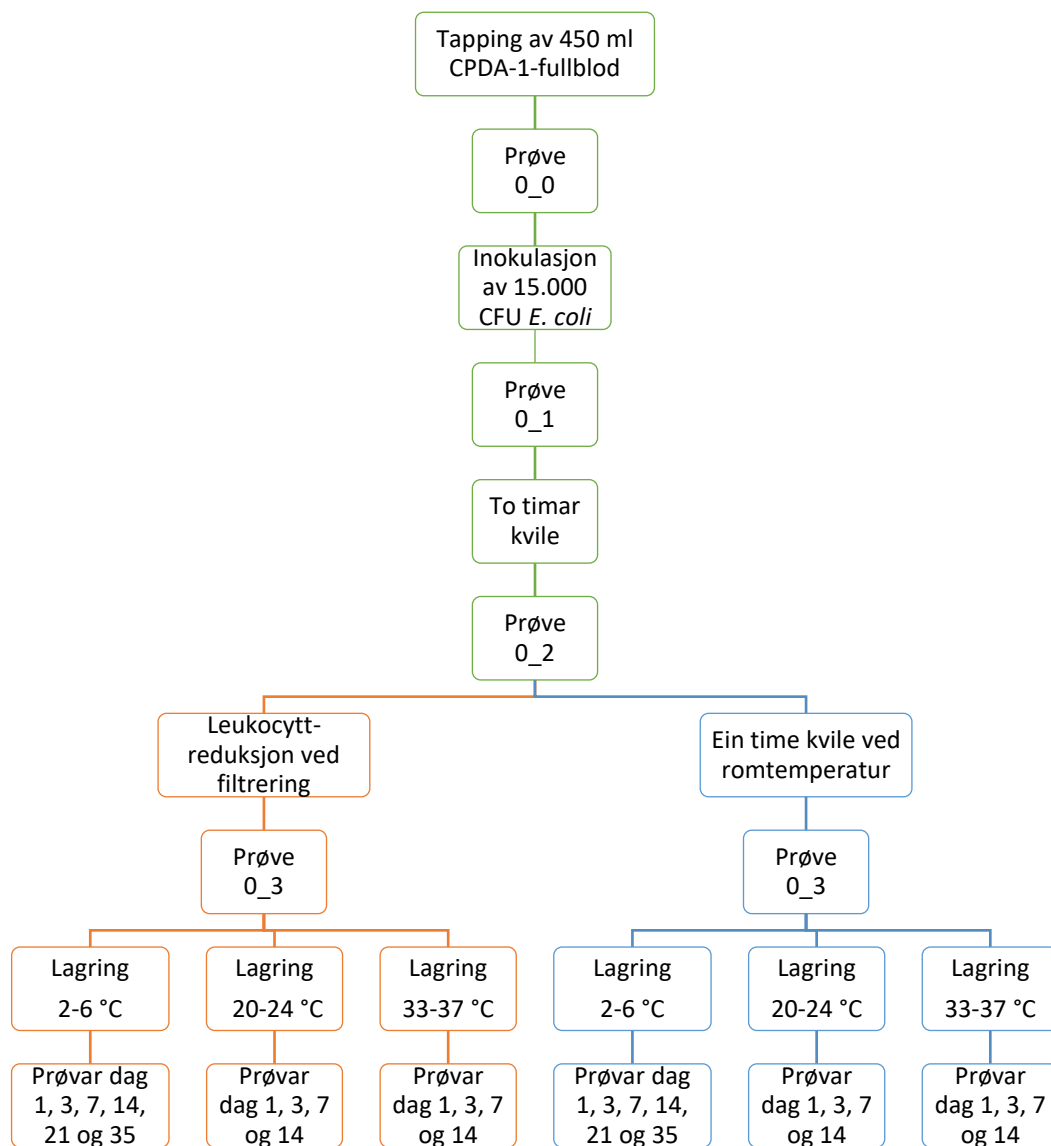 Tapping av 450 ml
CPDA-1-fullblod
Prøve
0_0
Inokulasjon
av 15.000
CFU E. coli
Prøve
0_1
To timar
kvile
Prøve
0_2
Leukocytt-
reduksjon ved
filtrering
Ein time kvile ved
romtemperatur
Prøve
0_3
Prøve
0_3
Lagring
2-6 °C
Lagring
20-24 °C
Lagring
33-37 °C
Lagring
2-6 °C
Lagring
20-24 °C
Lagring
33-37 °C
Prøvar dag
1, 3, 7, 14,
21 og 35
Prøvar
dag 1, 3, 7
og 14
Prøvar
dag 1, 3, 7
og 14
Prøvar dag
1, 3, 7, 14,
21 og 35
Prøvar
dag 1, 3, 7
og 14
Prøvar
dag 1, 3, 7
og 14